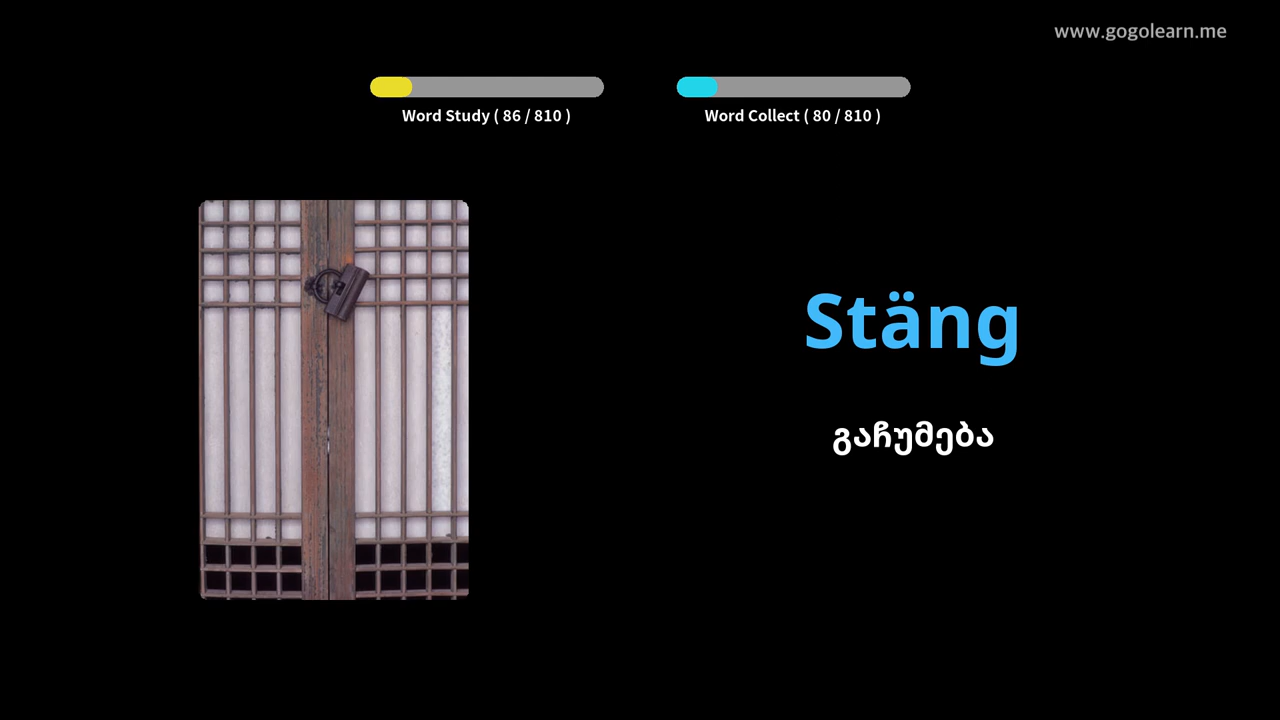 www.gogolearn.me
Word Study ( 86 / 810 )
Word Collect ( 80 / 810 )
Stäng
გაჩუმება